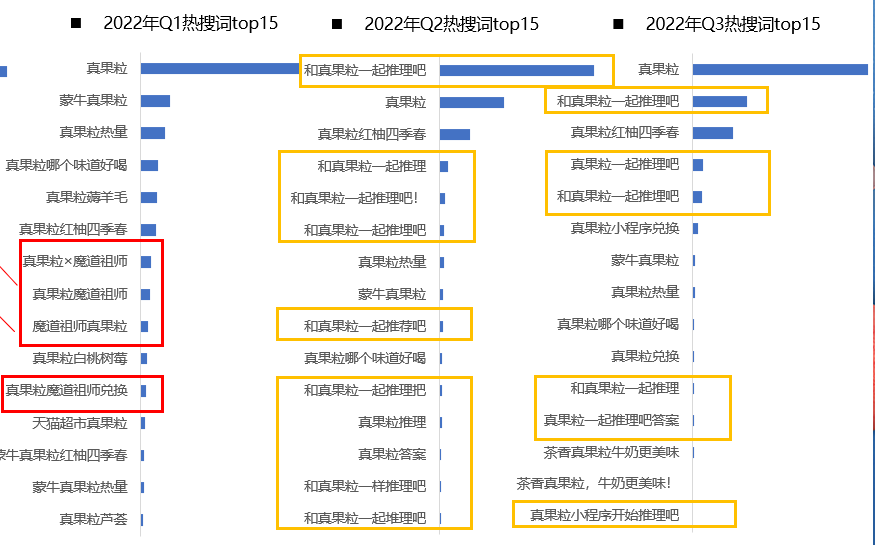 ■ 2022年Q1热搜词top15
真果粒
蒙牛真果粒
真果粒热量
真果粒哪个味道好喝
真果粒薅羊毛
真果粒红柚四季春
真果粒×魔道祖师
真果粒魔道祖师
魔道祖师真果粒
真果粒白桃树莓
真果粒魔道祖师兑换
天猫超市真果粒
蒙牛真果粒红柚四季春
蒙牛真果粒热量
真果粒芦荟
■ 2022年Q2热搜词top15
和真果粒一起推理吧
真果粒
真果粒红柚四季春
和真果粒一起推理
和真果粒一起推理吧!
和真果粒一起推埋吧
真果粒热量
蒙牛真果粒
和真果粒一起推荐吧
真果粒哪个味道好喝
和真果粒一起推理把
真果粒推理
真果粒答案
和真果粒一样推理吧
和真果粒一起堆理吧
■ 2022年Q3热搜词top15
真果粒
和真果粒一起推理吧
真果粒红柚四季春
真果粒一起推理吧
和真果粒一起推埋吧
真果粒小程序兑换
蒙牛真果粒
真果粒热量
真果粒哪个味道好喝
真果粒兑换
和真果粒一起推理
真果粒一起推理吧答案
茶香真果粒牛奶更美味
茶香真果粒，牛奶更美味!
真果粒小程序开始推理吧